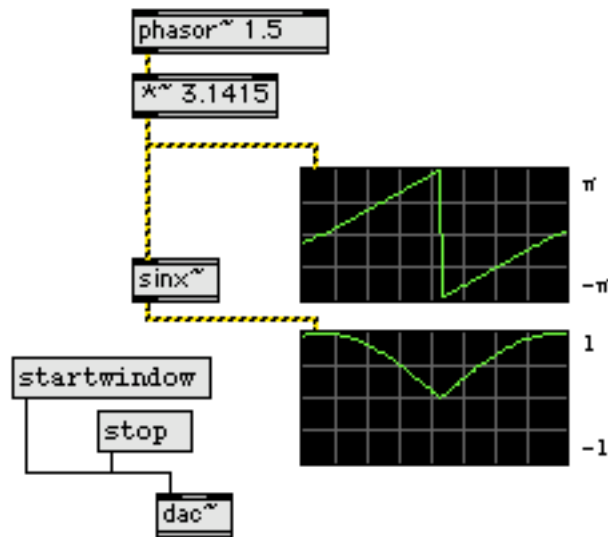 phasor~ 1.5
*~ 3.1415
π
-π
sinx~
1
-1
startwindow
stop
dac~